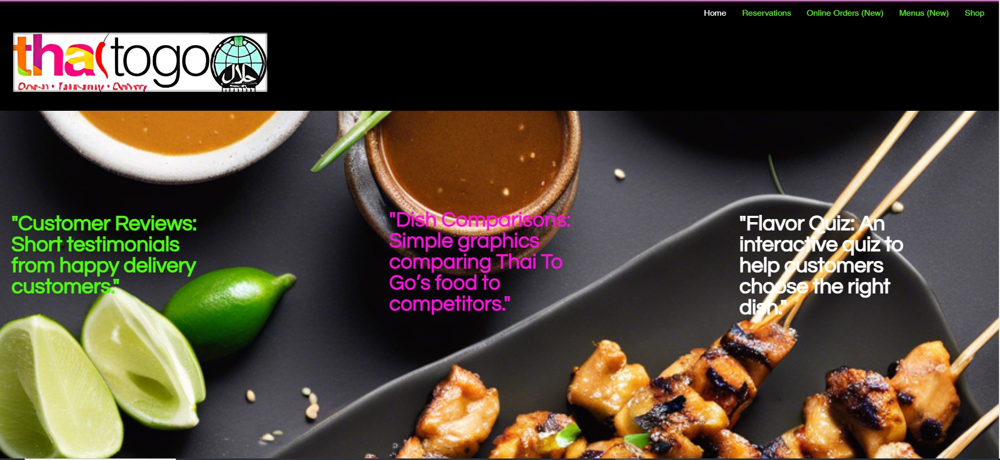 Home Reservations Online Orders (New) Menus (New) Shop
thai togo
حلال
"Customer Reviews:
Short testimonials
from happy delivery
customers."
"Dish Comparisons:
Simple graphics
comparing Thai To
Go’s food to
competitors."
"Flavor Quiz: An
interactive quiz to
help customers
choose the right
dish."